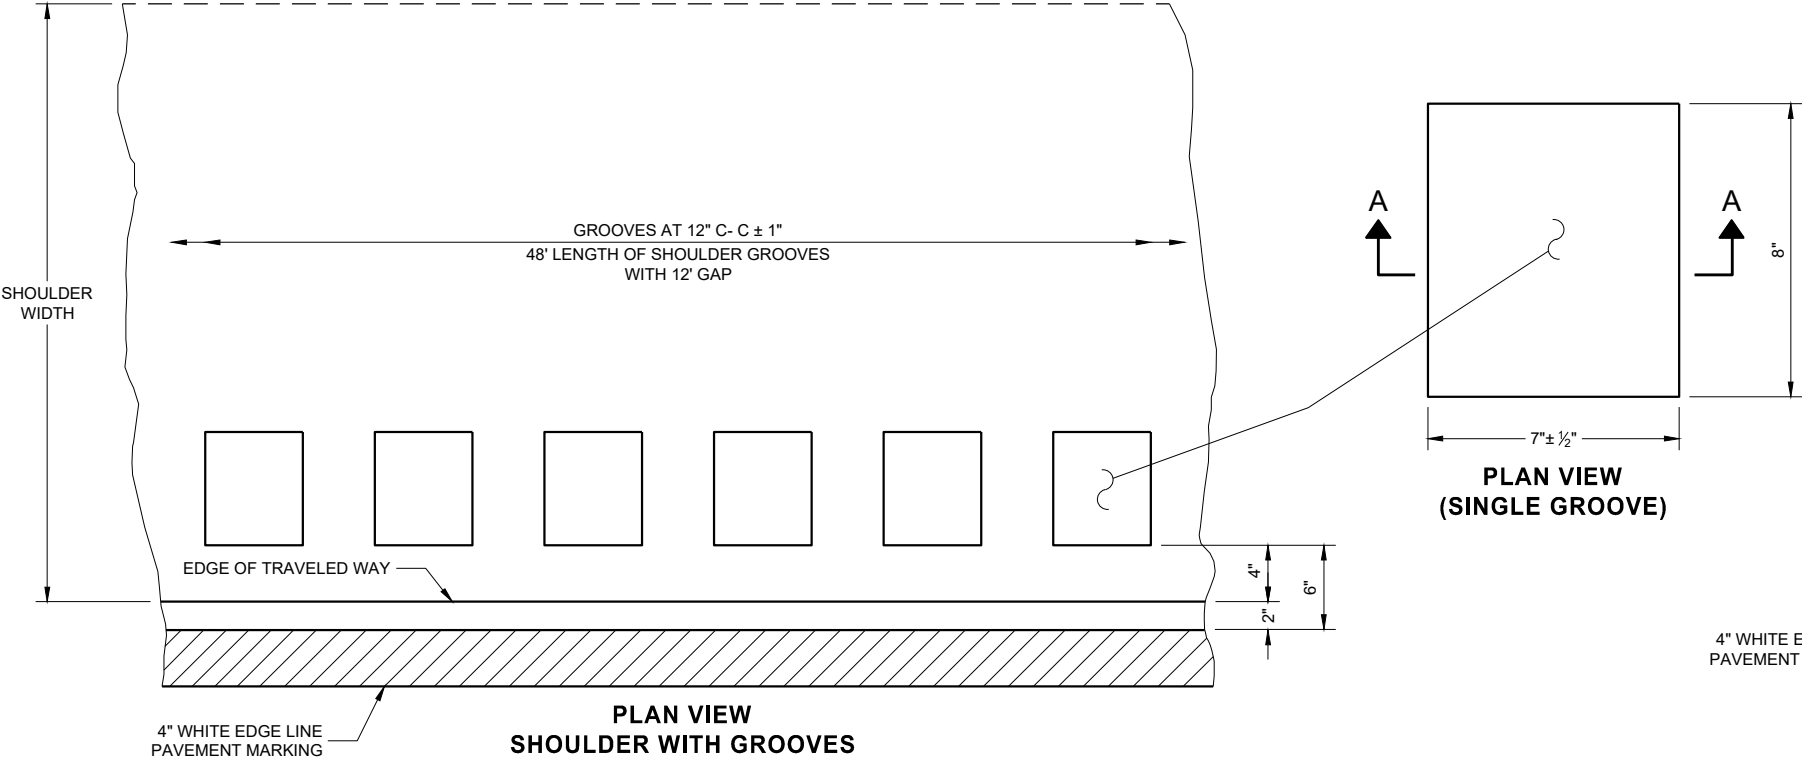 SHOULDER
WIDTH
GROOVES AT 12" C- C ± 1"
48' LENGTH OF SHOULDER GROOVES
WITH 12' GAP
EDGE OF TRAVELED WAY
4"
2"
6"
4" WHITE EDGE LINE
PAVEMENT MARKING
PLAN VIEW
SHOULDER WITH GROOVES
A
A
8"
7"± ½"
PLAN VIEW
(SINGLE GROOVE)
4" WHITE E
PAVEMENT